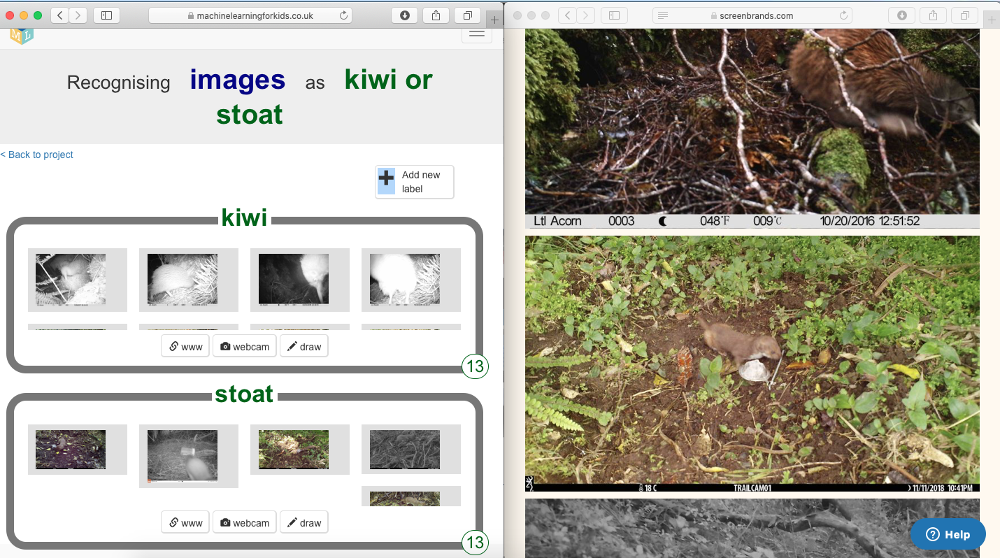 machinelearningforkids.co.uk
ML
Recognising images as kiwi or
stoat
< Back to project
Add new
label
kiwi
www
webcam
draw
13
stoat
www
webcam
draw
13
screenbrands.com
Ltl Acorn 0003 048°F 009°C 10/20/2016 12:51:52
18 C TRAILCAM01 11/11/2018 10:41PM
Help